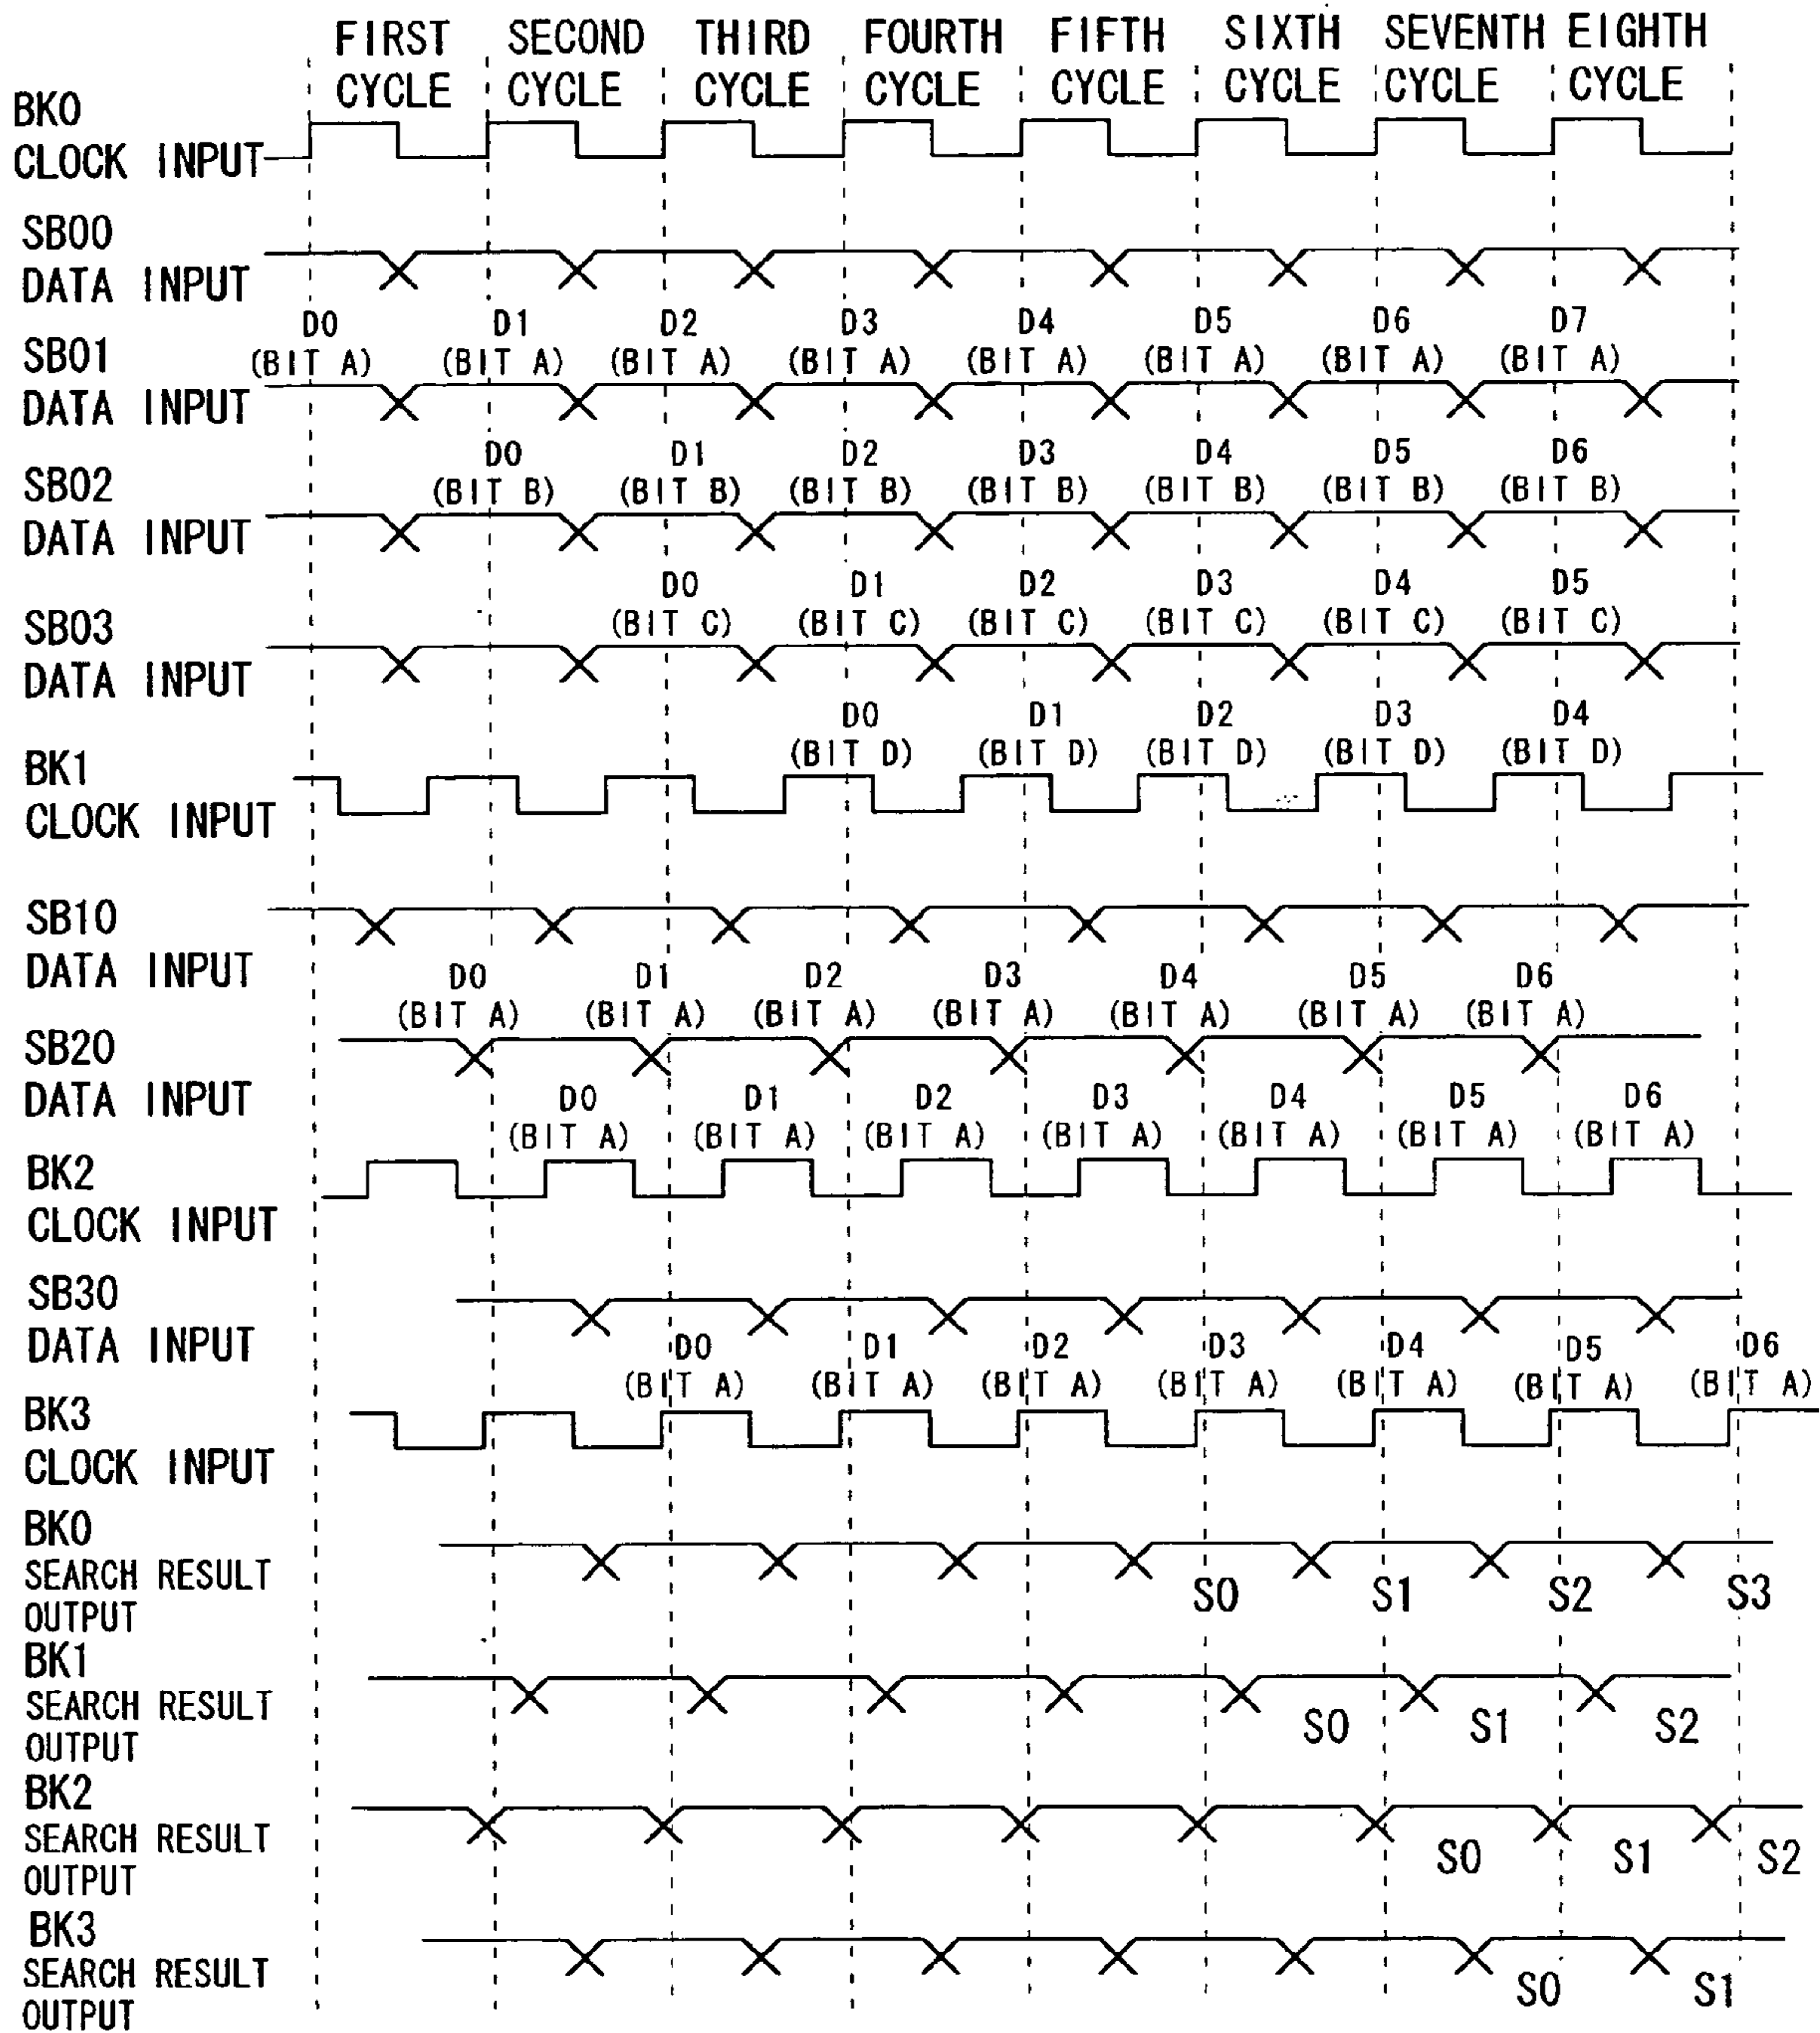 FIRST CYCLE
SECOND CYCLE
THIRD CYCLE
FOURTH CYCLE
FIFTH CYCLE
SIXTH CYCLE
SEVENTH CYCLE
EIGHTH CYCLE
BK0
CLOCK INPUT
SB00
DATA INPUT
D0 D1 D2 D3 D4 D5 D6 D7
(BIT A) (BIT A) (BIT A) (BIT A) (BIT A) (BIT A) (BIT A) (BIT A)
SB01
DATA INPUT
D0 D1 D2 D3 D4 D5 D6
(BIT B) (BIT B) (BIT B) (BIT B) (BIT B) (BIT B) (BIT B)
SB02
DATA INPUT
D0 D1 D2 D3 D4 D5
(BIT C) (BIT C) (BIT C) (BIT C) (BIT C) (BIT C)
SB03
DATA INPUT
D0 D1 D2 D3 D4
(BIT D) (BIT D) (BIT D) (BIT D) (BIT D)
BK1
CLOCK INPUT
SB10
DATA INPUT
D0 D1 D2 D3 D4 D5 D6
(BIT A) (BIT A) (BIT A) (BIT A) (BIT A) (BIT A) (BIT A)
SB20
DATA INPUT
D0 D1 D2 D3 D4 D5 D6
(BIT A) (BIT A) (BIT A) (BIT A) (BIT A) (BIT A) (BIT A)
BK2
CLOCK INPUT
SB30
DATA INPUT
D0 D1 D2 D3 D4 D5 D6
(BIT A) (BIT A) (BIT A) (BIT A) (BIT A) (BIT A) (BIT A)
BK3
CLOCK INPUT
BK0
SEARCH RESULT
OUTPUT
S0 S1 S2 S3
BK1
SEARCH RESULT
OUTPUT
S0 S1 S2
BK2
SEARCH RESULT
OUTPUT
S0 S1 S2
BK3
SEARCH RESULT
OUTPUT
S0 S1